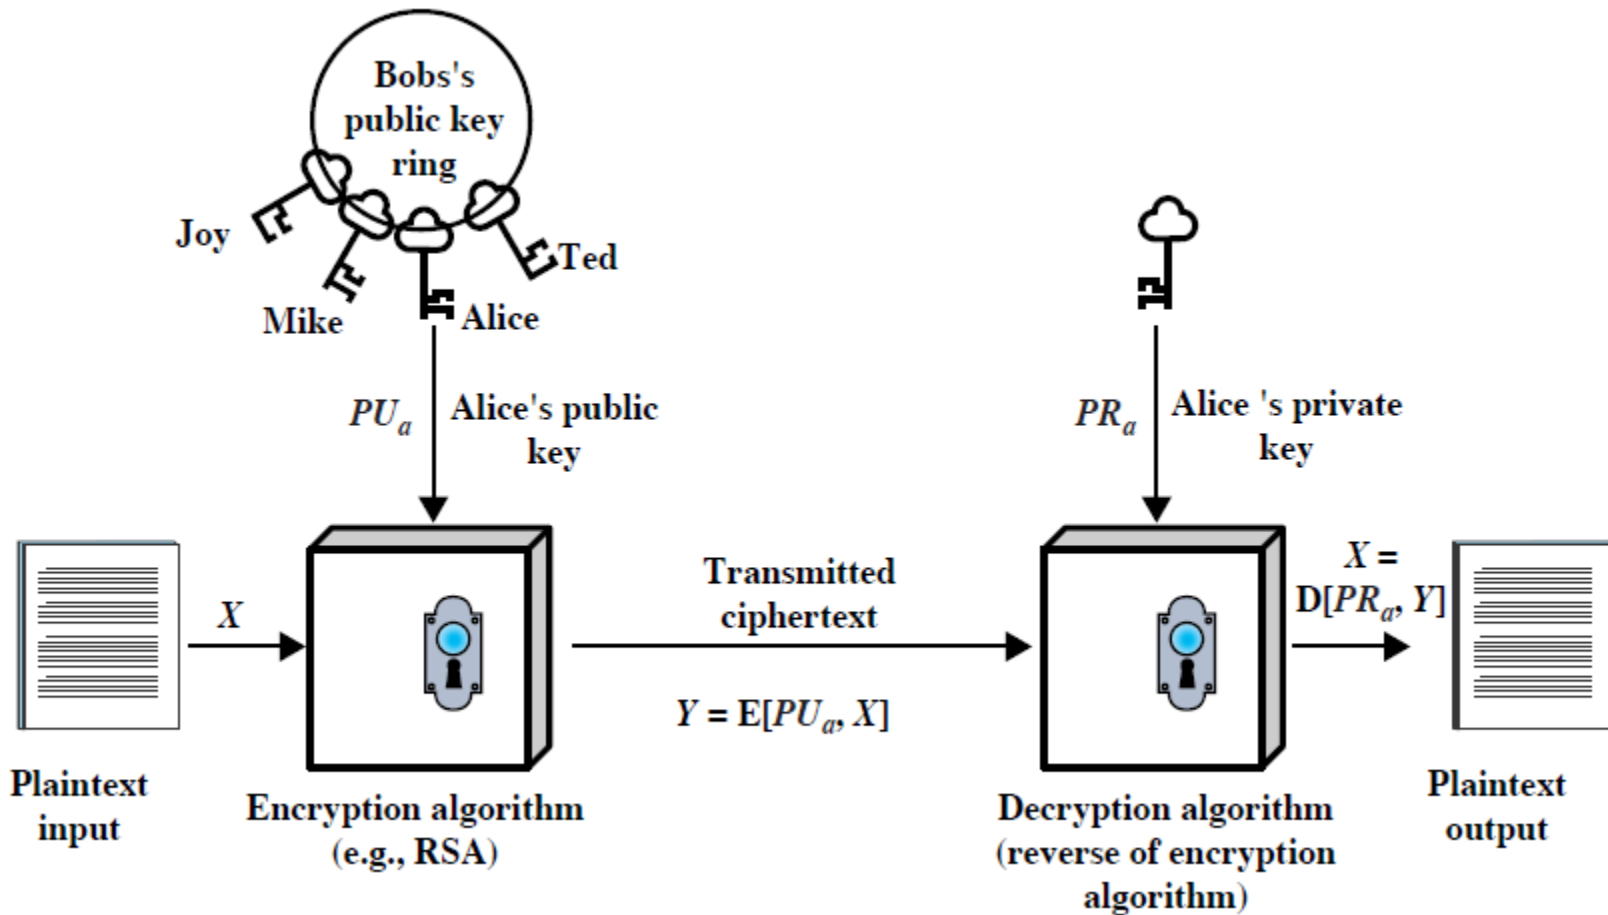 Bobs's
public key
ring
Joy
Ted
Mike
Alice
PUₐ
Alice's public
key
PRₐ
Alice 's private
key
X
Transmitted
ciphertext
Y = E[PUₐ, X]
X =
D[PRₐ, Y]
Plaintext
input
Encryption algorithm
(e.g., RSA)
Decryption algorithm
(reverse of encryption
algorithm)
Plaintext
output